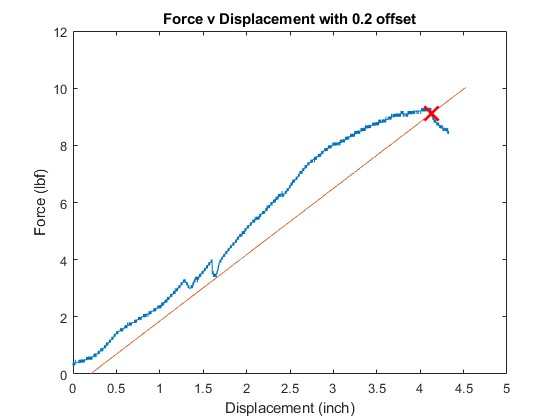 Force v Displacement with 0.2 offset
12
10
8
6
4
2
0
Force (lbf)
0 0.5 1 1.5 2 2.5 3 3.5 4 4.5 5
Displacement (inch)